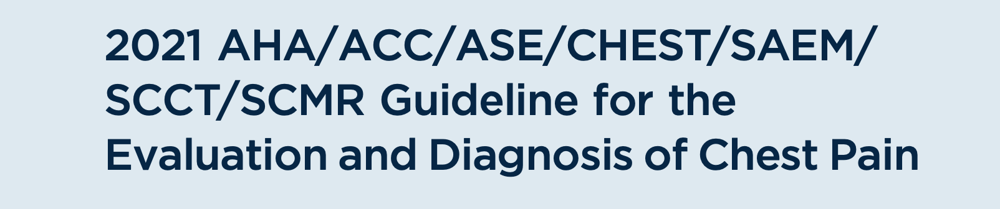 2021 AHA/ACC/ASE/CHEST/SAEM/
SCCT/SCMR Guideline for the
Evaluation and Diagnosis of Chest Pain